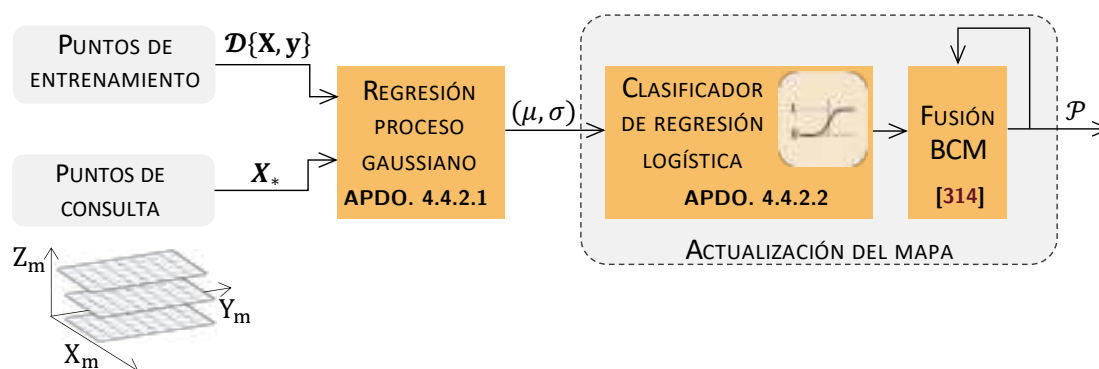 PUNTOS DE
ENTRENAMIENTO
𝓓{X, y}
PUNTOS DE
CONSULTA
X*
REGRESIÓN
PROCESO
GAUSSIANO
APDO. 4.4.2.1
(μ, σ)
CLASIFICADOR
DE REGRESIÓN
LOGÍSTICA
APDO. 4.4.2.2
FUSIÓN
BCM
[314]
𝒫
ACTUALIZACIÓN DEL MAPA
Zm
Ym
Xm